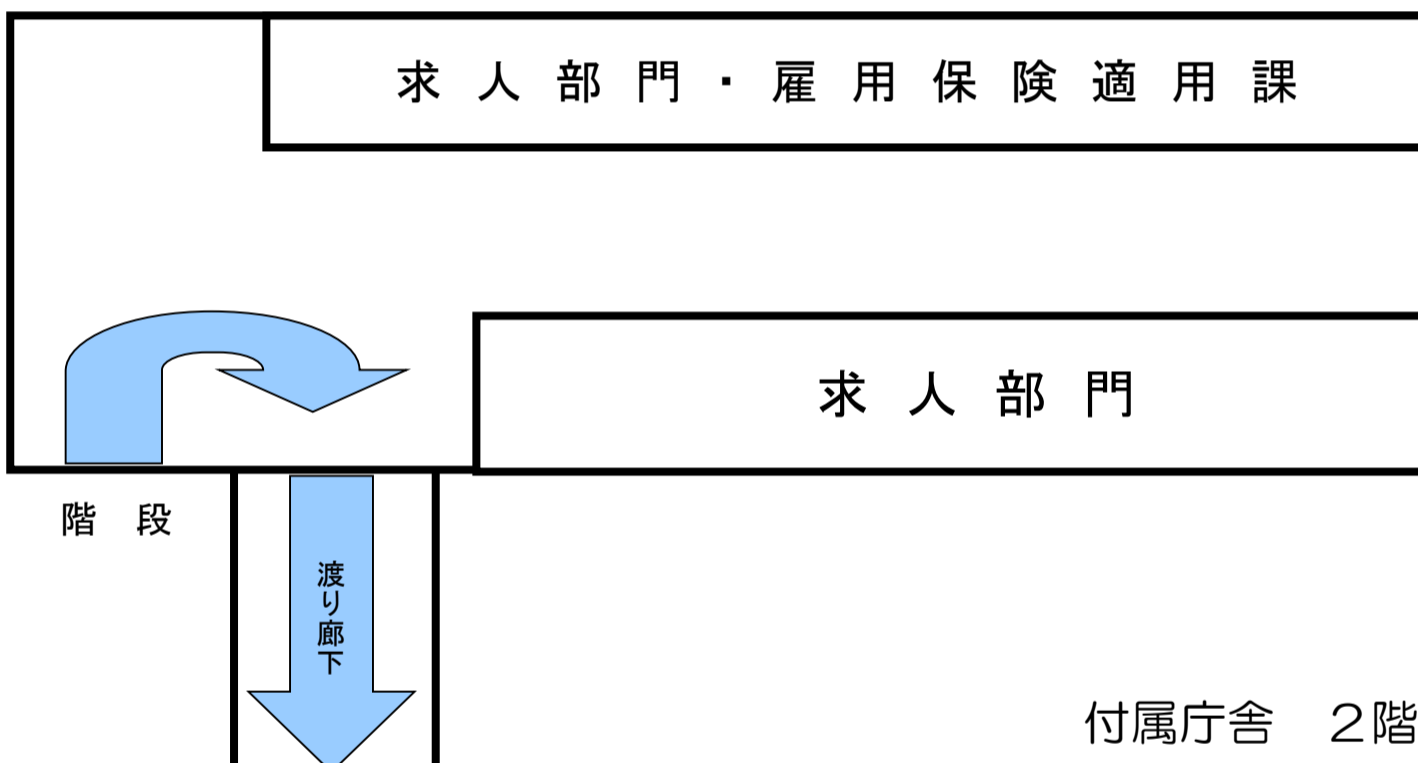 求人部門・雇用保険適用課
求人部門
階段
渡り廊下
付属庁舎　２階